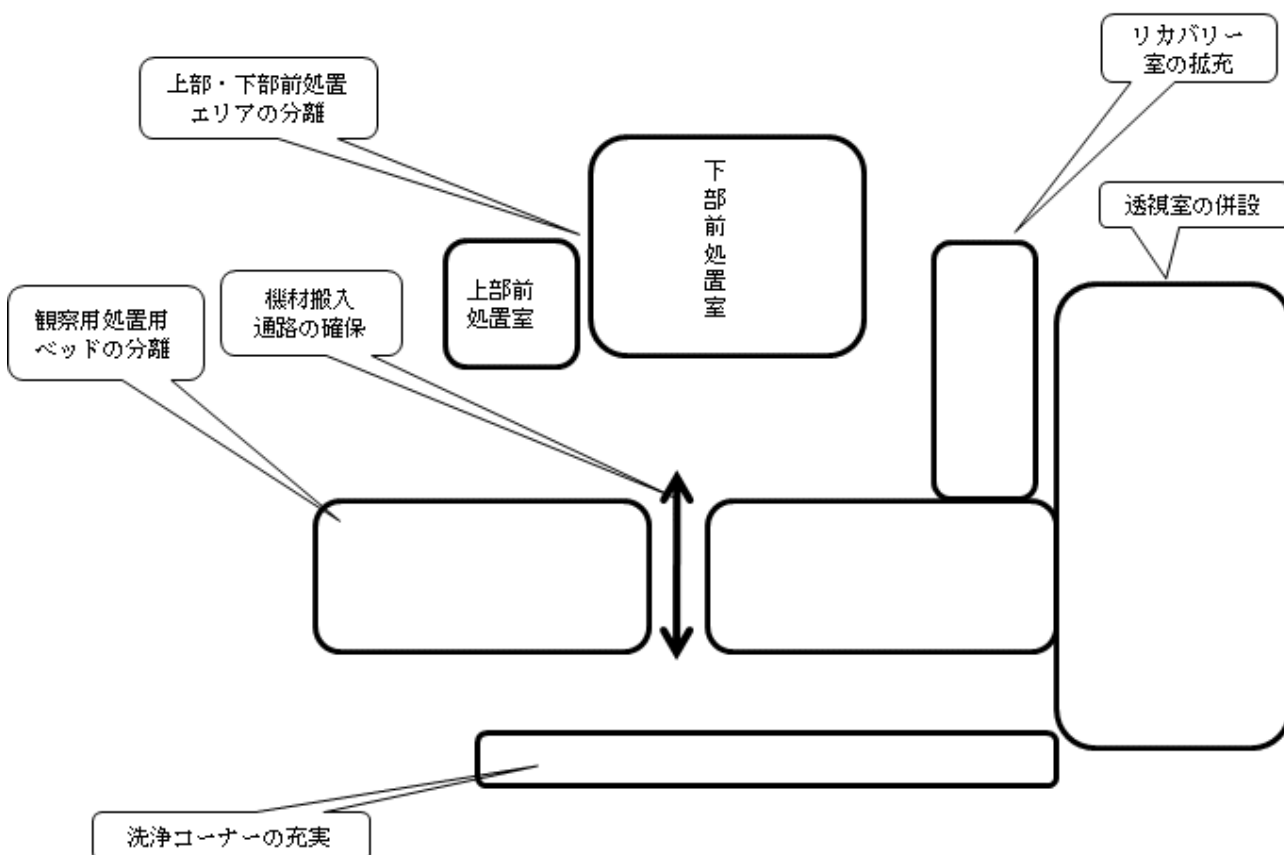 リカバリー
室の拡充
上部・下部前処置
エリアの分離
下部前処置室
透視室の併設
上部前
処置室
機材搬入
通路の確保
観察用処置用
ベッドの分離
洗浄コーナーの充実